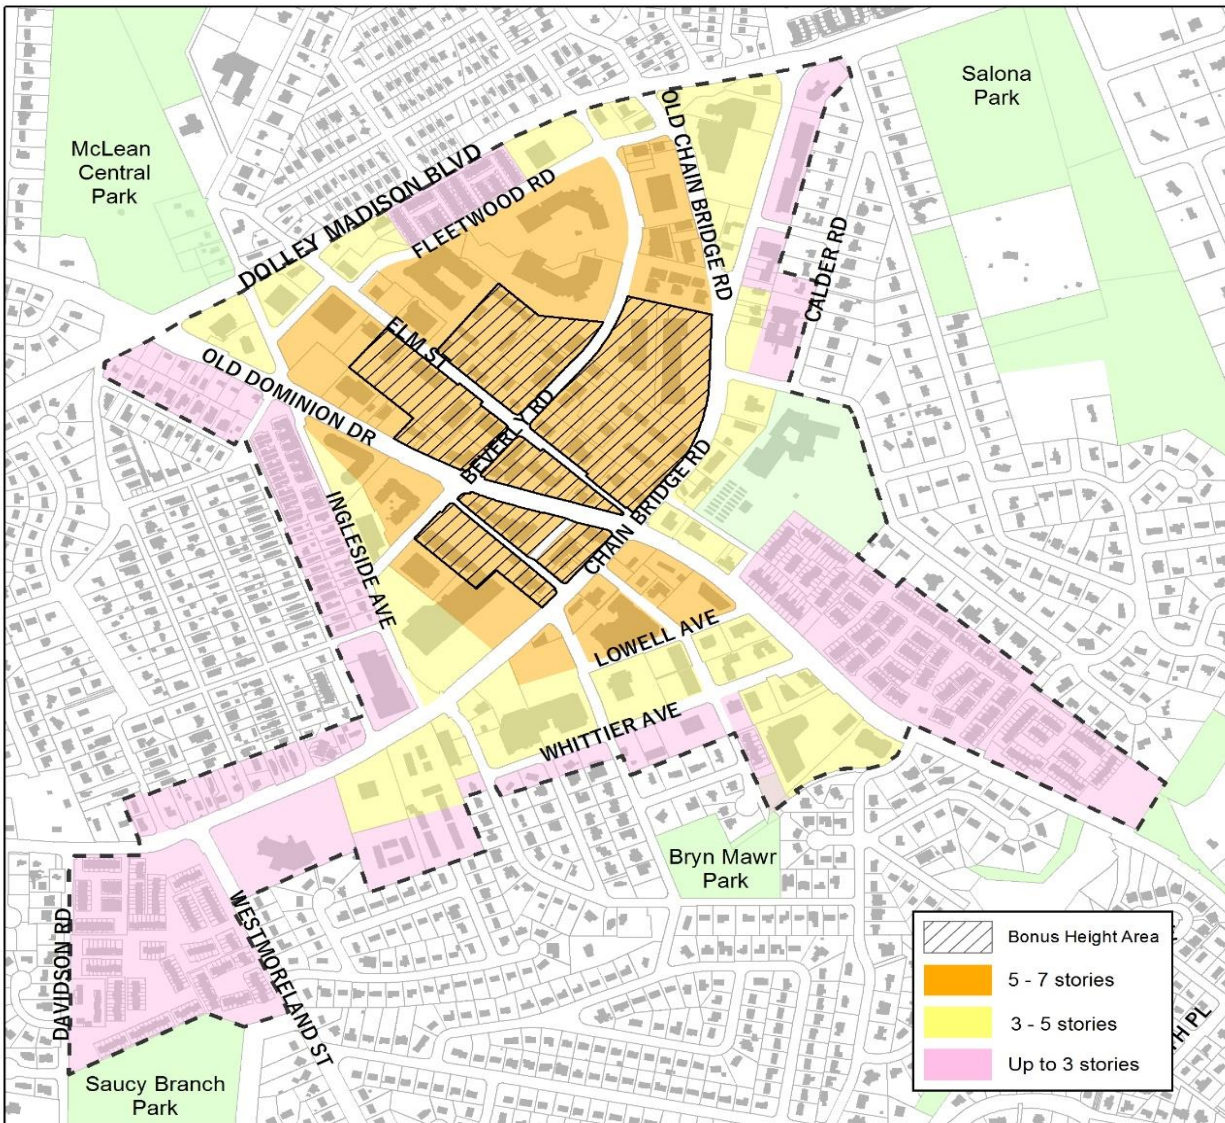 Salona
Park
McLean
Central
Park
OLD CHAIN BRIDGE RD
DOLLEY MADISON BLVD
FLEETWOOD RD
CALDER RD
ELM ST
OLD DOMINION DR
BEVERLY RD
CHAIN BRIDGE RD
INGLESIDE AVE
LOWELL AVE
WHITTIER AVE
Bryn Mawr
Park
WESTMORELAND ST
DAVIDSON RD
Saucy Branch
Park
Bonus Height Area
5 - 7 stories
3 - 5 stories
Up to 3 stories
H PL